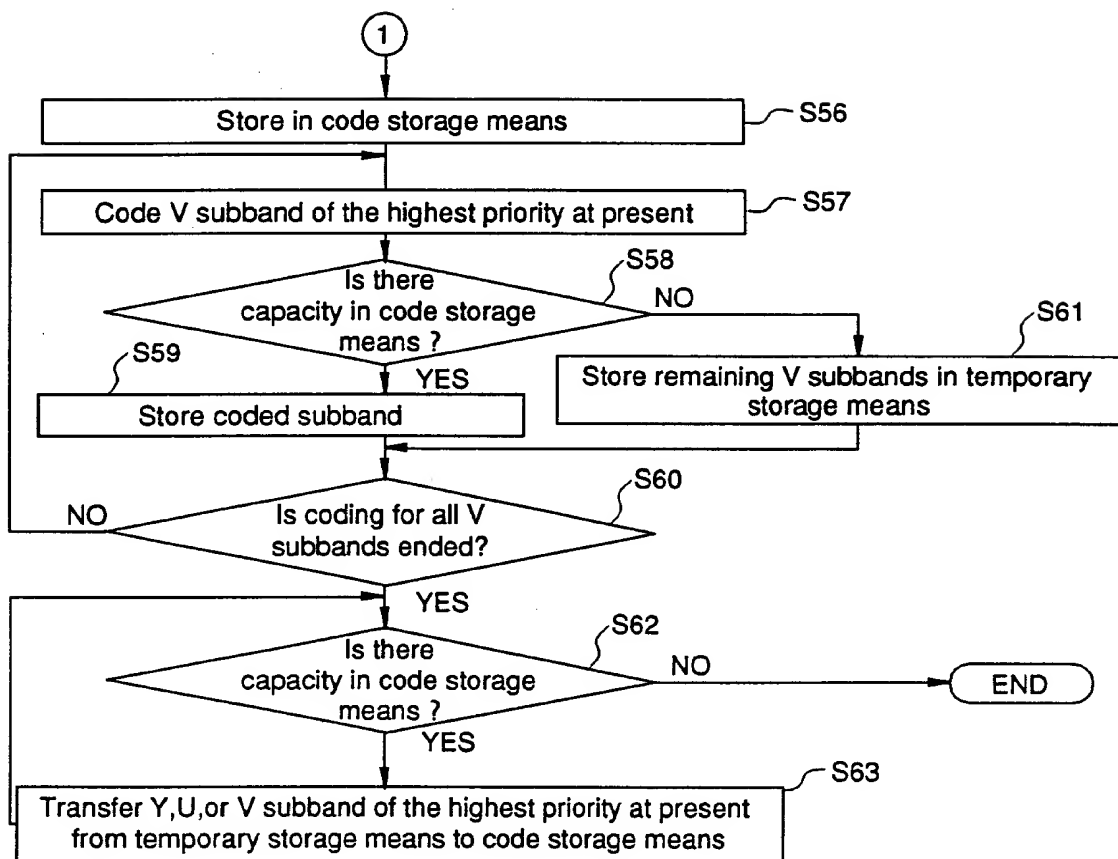 1
Store in code storage means
S56
Code V subband of the highest priority at present
S57
Is there
capacity in code storage
means ?
S58
NO
YES
S59
Store coded subband
S61
Store remaining V subbands in temporary
storage means
S60
Is coding for all V
subbands ended?
NO
YES
S62
Is there
capacity in code storage
means ?
NO
END
YES
S63
Transfer Y,U,or V subband of the highest priority at present
from temporary storage means to code storage means